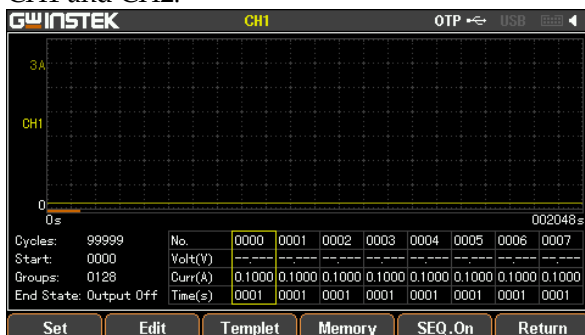 CH1 and CH2.
GWINSTEK CH1 OTP USB
3A
CH1
0
0s 002048s
Cycles: 99999 No. 0000 0001 0002 0003 0004 0005 0006 0007
Start: 0000 Volt(V) --.--- --.--- --.--- --.--- --.--- --.--- --.--- --.---
Groups: 0128 Curr(A) 0.1000 0.1000 0.1000 0.1000 0.1000 0.1000 0.1000 0.1000
End State: Output Off Time(s) 0001 0001 0001 0001 0001 0001 0001 0001
Set Edit Templet Memory SEQ.On Return